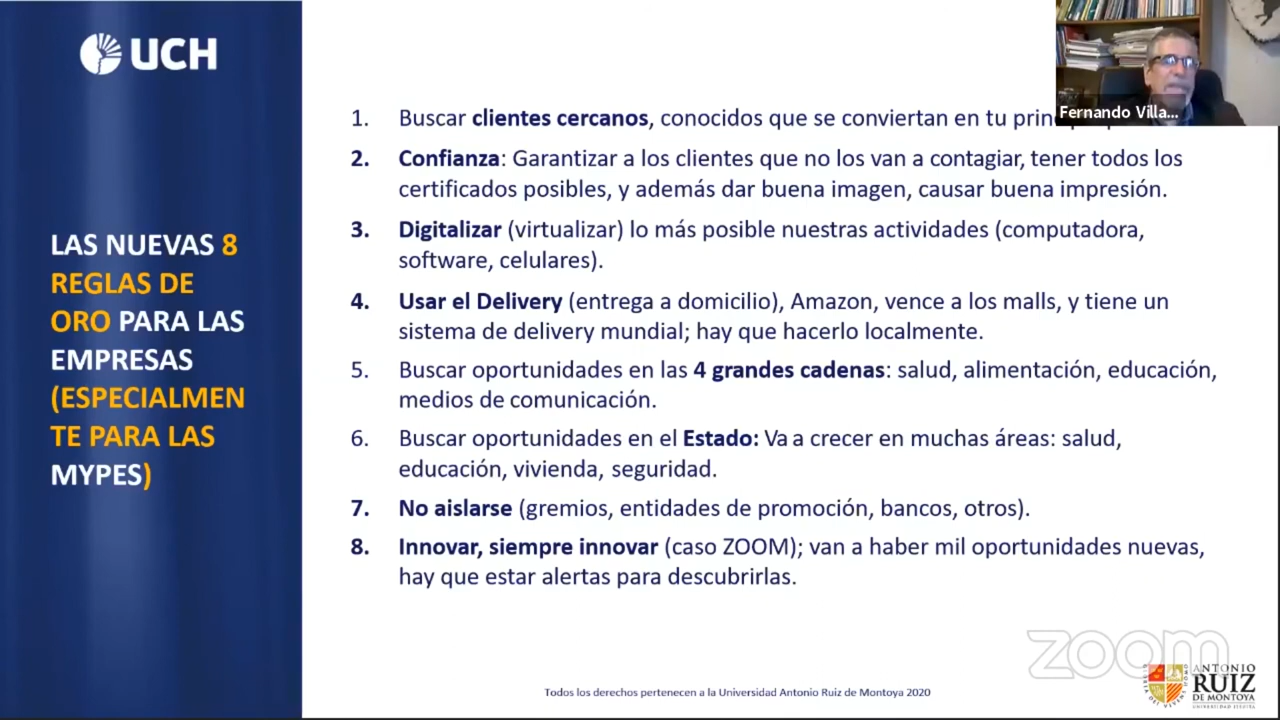 UCH
LAS NUEVAS 8
REGLAS DE
ORO PARA LAS
EMPRESAS
(ESPECIALMEN
TE PARA LAS
MYPES)
1. Buscar clientes cercanos, conocidos que se conviertan en tu
2. Confianza: Garantizar a los clientes que no los van a contagiar, tener todos los
certificados posibles, y además dar buena imagen, causar buena impresión.
3. Digitalizar (virtualizar) lo más posible nuestras actividades (computadora,
software, celulares).
4. Usar el Delivery (entrega a domicilio), Amazon, vence a los malls, y tiene un
sistema de delivery mundial; hay que hacerlo localmente.
5. Buscar oportunidades en las 4 grandes cadenas: salud, alimentación, educación,
medios de comunicación.
6. Buscar oportunidades en el Estado: Va a crecer en muchas áreas: salud,
educación, vivienda, seguridad.
7. No aislarse (gremios, entidades de promoción, bancos, otros).
8. Innovar, siempre innovar (caso ZOOM); van a haber mil oportunidades nuevas,
hay que estar alertas para descubrirlas.
Fernando Villa...
zoom
ANTONIO
RUIZ
DE MONTOYA
Todos los derechos pertenecen a la Universidad Antonio Ruiz de Montoya 2020